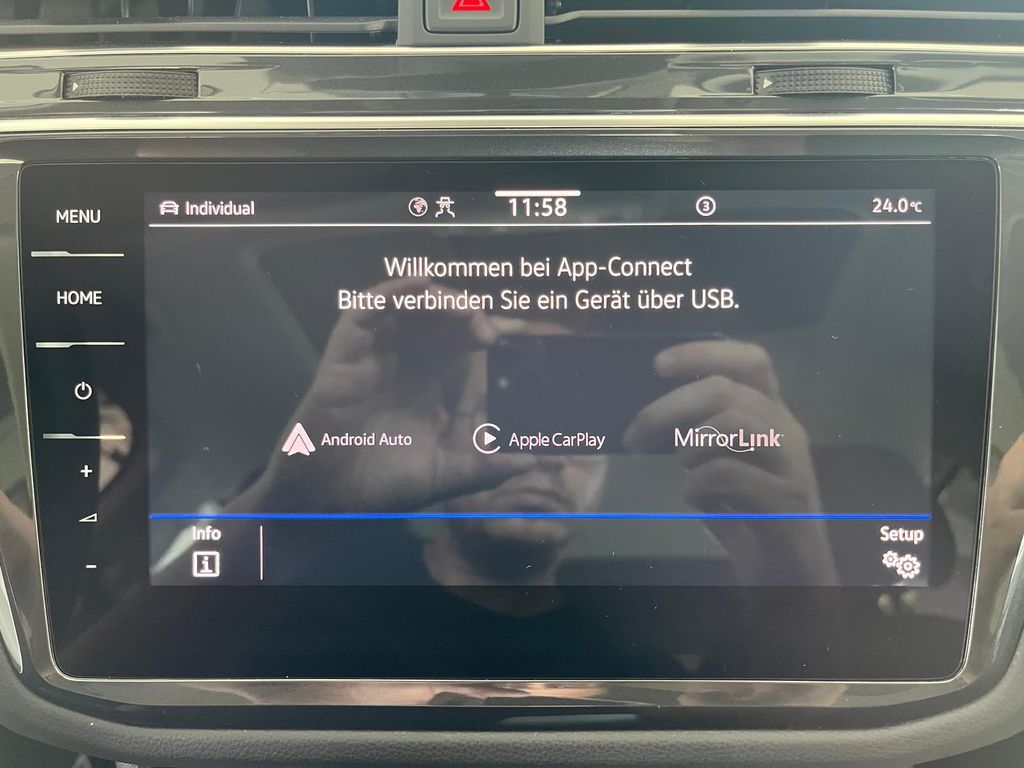 MENU
HOME
Individual
11:58
3
24.0°C
Willkommen bei App-Connect
Bitte verbinden Sie ein Gerät über USB.
Android Auto
Apple CarPlay
MirrorLink
Info
Setup